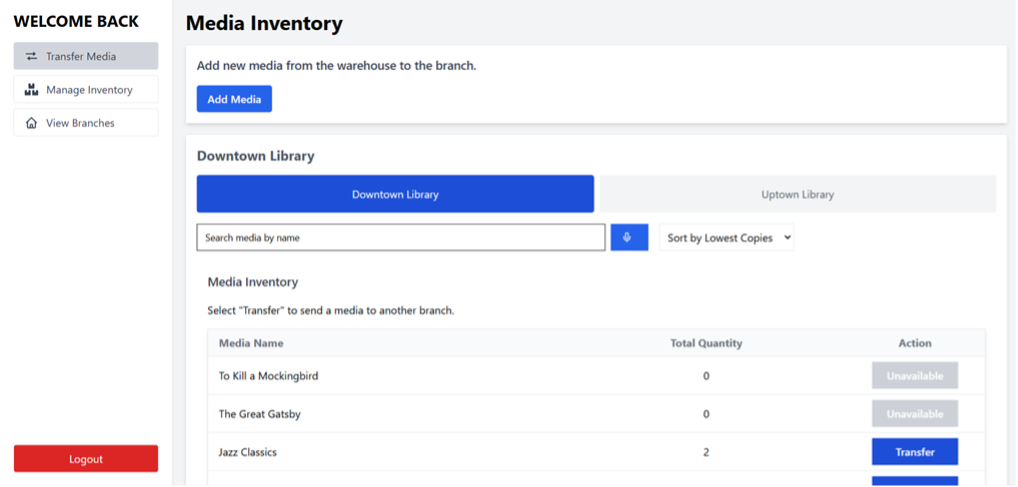 WELCOME BACK
Transfer Media
Manage Inventory
View Branches
Logout
Media Inventory
Add new media from the warehouse to the branch.
Add Media
Downtown Library
Downtown Library Uptown Library
Search media by name Sort by Lowest Copies
Media Inventory
Select "Transfer" to send a media to another branch.
Media Name Total Quantity Action
To Kill a Mockingbird 0 Unavailable
The Great Gatsby 0 Unavailable
Jazz Classics 2 Transfer